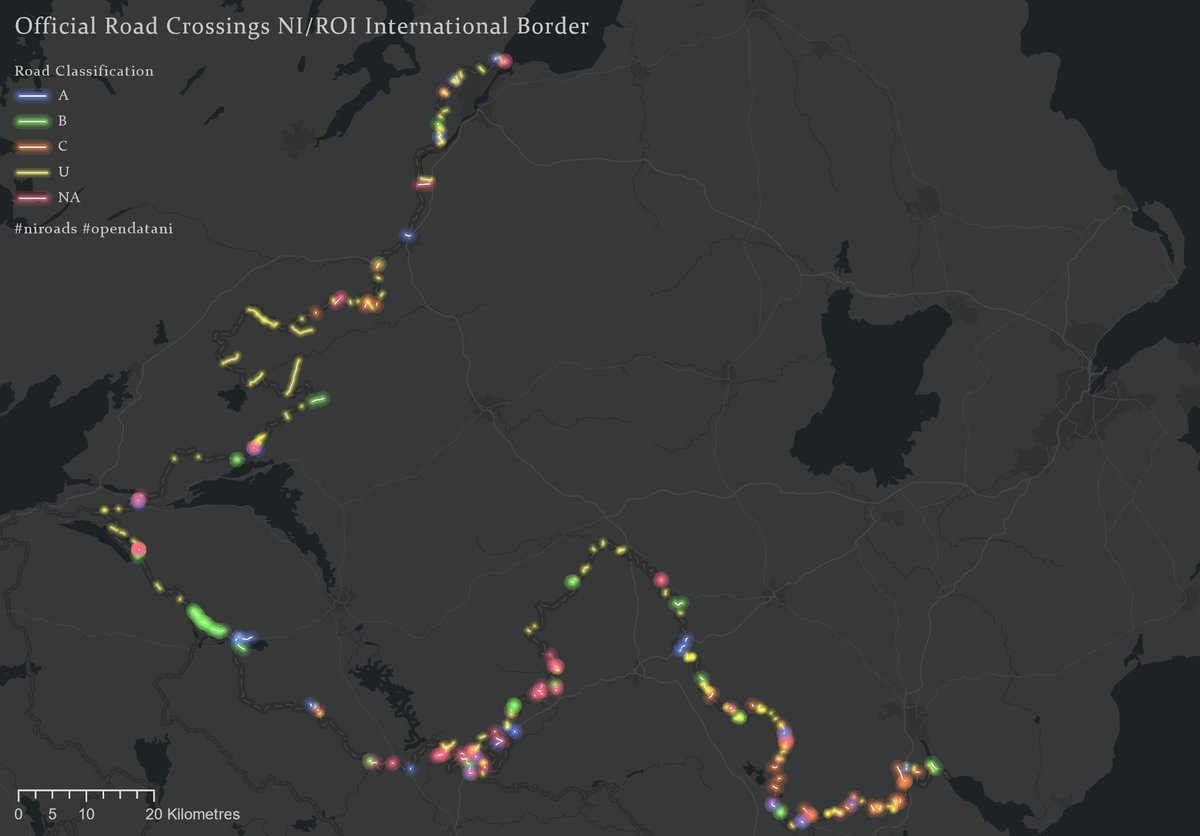 Official Road Crossings NI/ROI International Border
Road Classification
A
B
C
U
NA
#niroads #opendatani
0 5 10 20 Kilometres